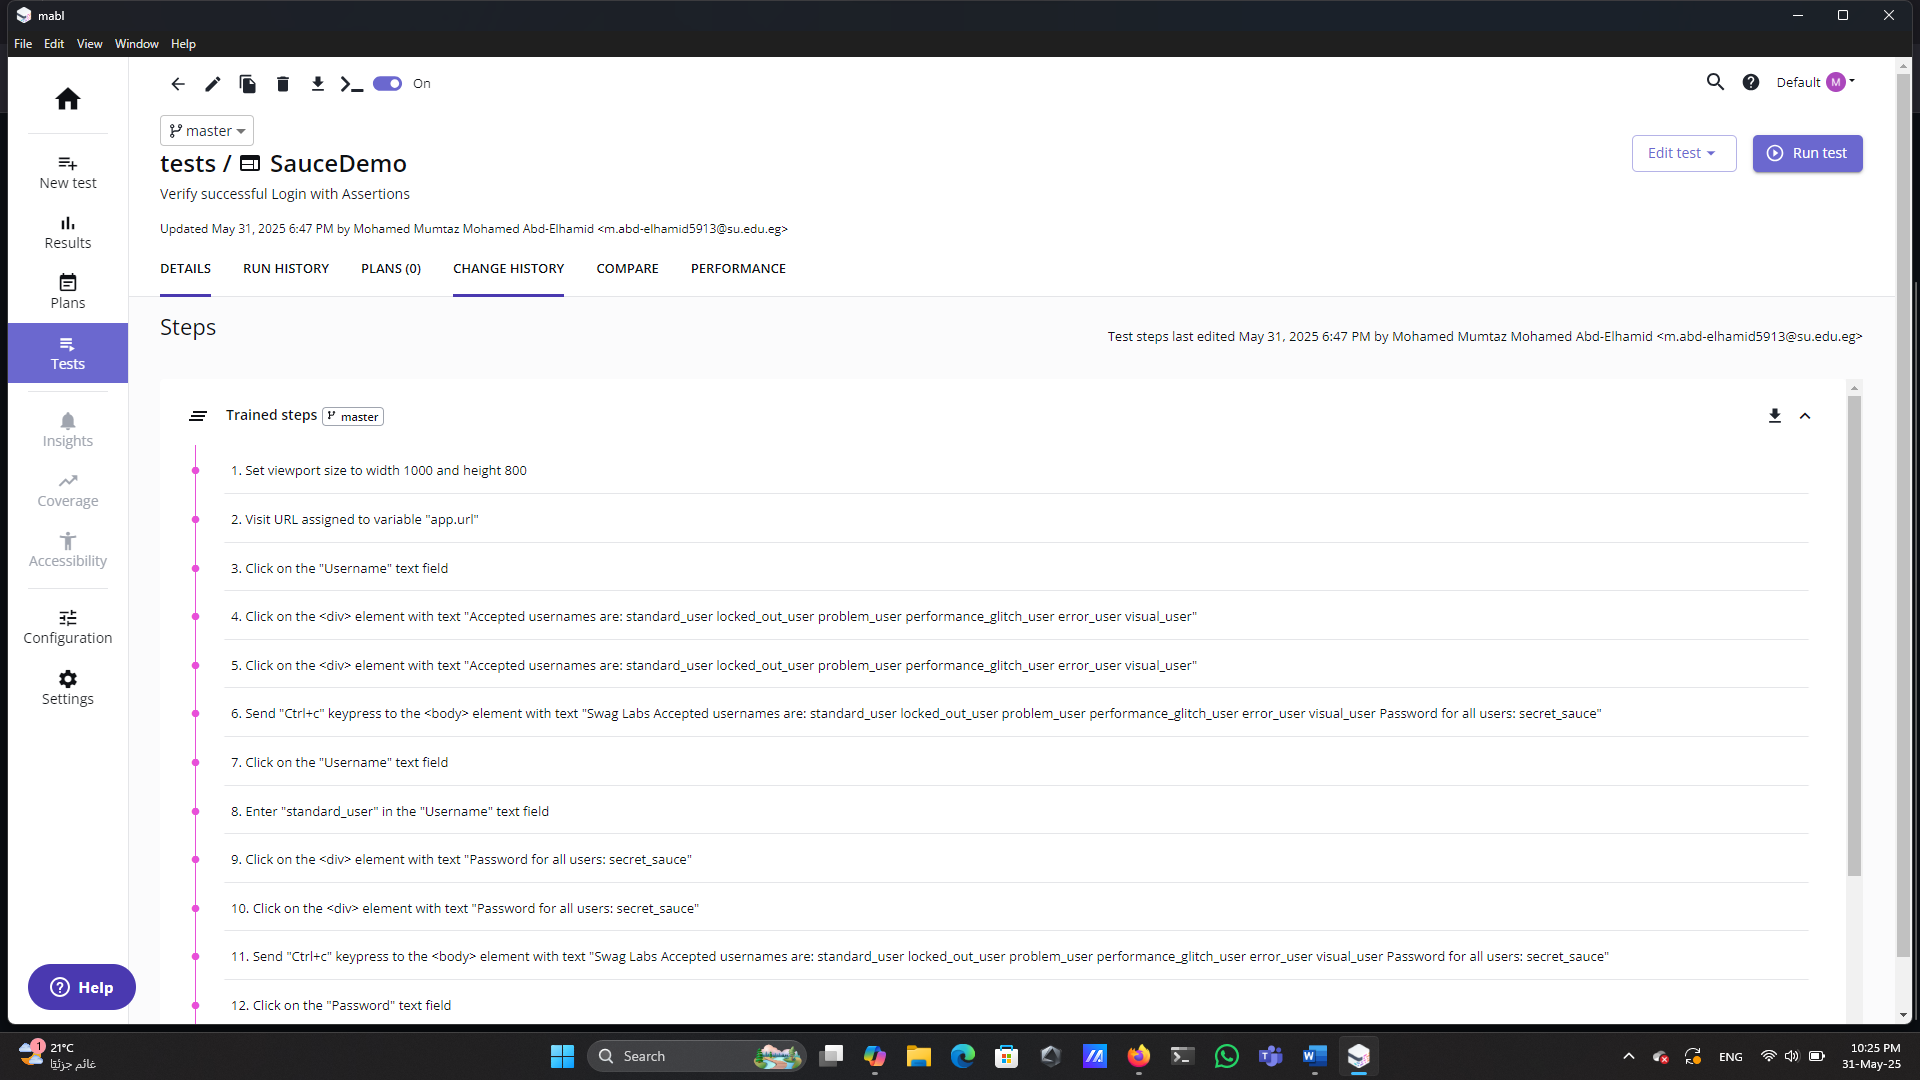 mabl
File Edit View Window Help
On
Default M
master
tests / SauceDemo
Edit test
Run test
Verify successful Login with Assertions
Updated May 31, 2025 6:47 PM by Mohamed Mumtaz Mohamed Abd-Elhamid <m.abd-elhamid5913@su.edu.eg>
DETAILS RUN HISTORY PLANS (0) CHANGE HISTORY COMPARE PERFORMANCE
New test
Results
Plans
Tests
Insights
Coverage
Accessibility
Configuration
Settings
Help
Steps
Test steps last edited May 31, 2025 6:47 PM by Mohamed Mumtaz Mohamed Abd-Elhamid <m.abd-elhamid5913@su.edu.eg>
Trained steps master
1. Set viewport size to width 1000 and height 800
2. Visit URL assigned to variable "app.url"
3. Click on the "Username" text field
4. Click on the <div> element with text "Accepted usernames are: standard_user locked_out_user problem_user performance_glitch_user error_user visual_user"
5. Click on the <div> element with text "Accepted usernames are: standard_user locked_out_user problem_user performance_glitch_user error_user visual_user"
6. Send "Ctrl+c" keypress to the <body> element with text "Swag Labs Accepted usernames are: standard_user locked_out_user problem_user performance_glitch_user error_user visual_user Password for all users: secret_sauce"
7. Click on the "Username" text field
8. Enter "standard_user" in the "Username" text field
9. Click on the <div> element with text "Password for all users: secret_sauce"
10. Click on the <div> element with text "Password for all users: secret_sauce"
11. Send "Ctrl+c" keypress to the <body> element with text "Swag Labs Accepted usernames are: standard_user locked_out_user problem_user performance_glitch_user error_user visual_user Password for all users: secret_sauce"
12. Click on the "Password" text field
1
21°C
غائم جزئيًا
Search
ENG
10:25 PM
31-May-25